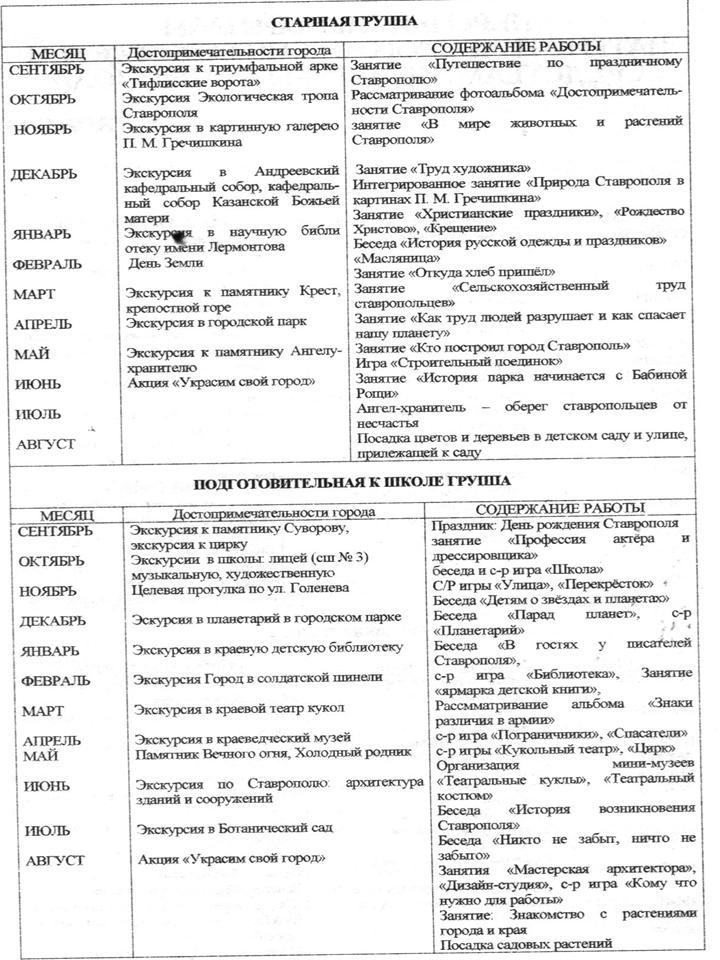 СТАРШАЯ ГРУППА
МЕСЯЦ Достопримечательности города СОДЕРЖАНИЕ РАБОТЫ
СЕНТЯБРЬ Экскурсия к триумфальной арке Занятие «Путешествие по праздничному
«Тифлисские ворота» Ставрополю»
ОКТЯБРЬ Экскурсия Экологическая тропа Рассматривание фотоальбома «Достопримечатель-
Ставрополя ности Ставрополя»
НОЯБРЬ Экскурсия в картинную галерею занятие «В мире животных и растений
П. М. Гречишкина Ставрополя»
ДЕКАБРЬ Экскурсия в Андреевский Занятие «Труд художника»
кафедральный собор, кафедраль- Интегрированное занятие «Природа Ставрополя в
ный собор Казанской Божьей картинах П. М. Гречишкина»
матери Занятие «Христианские праздники», «Рождество
ЯНВАРЬ Экскурсия в научную библи Христово», «Крещение»
отеку имени Лермонтова Беседа «История русской одежды и праздников»
ФЕВРАЛЬ День Земли «Масляница»
Занятие «Откуда хлеб пришёл»
МАРТ Экскурсия к памятнику Крест, Занятие «Сельскохозяйственный труд
крепостной горе ставропольцев»
АПРЕЛЬ Экскурсия в городской парк Занятие «Как труд людей разрушает и как спасает
нашу планету»
МАЙ Экскурсия к памятнику Ангелу- Занятие «Кто построил город Ставрополь»
хранителю Игра «Строительный поединок»
ИЮНЬ Акция «Украсим свой город» Занятие «История парка начинается с Бабиной
Рощи»
ИЮЛЬ Ангел-хранитель – оберег ставропольцев от
несчастья
АВГУСТ Посадка цветов и деревьев в детском саду и улице,
прилежащей к саду
ПОДГОТОВИТЕЛЬНАЯ К ШКОЛЕ ГРУППА
МЕСЯЦ Достопримечательности города СОДЕРЖАНИЕ РАБОТЫ
СЕНТЯБРЬ Экскурсия к памятнику Суворову, Праздник: День рождения Ставрополя
экскурсия к цирку занятие «Профессия актёра и
ОКТЯБРЬ Экскурсии в школы: лицей (сш № 3) дрессировщика»
музыкальную, художественную беседа и с-р игра «Школа»
НОЯБРЬ Целевая прогулка по ул. Голенева С/Р игры «Улица», «Перекрёсток»
Беседа «Детям о звёздах и планетах»
ДЕКАБРЬ Эскурсия в планетарий в городском парке Беседа «Парад планет», с-р
«Планетарий»
ЯНВАРЬ Экскурсия в краевую детскую библиотеку Беседа «В гостях у писателей
Ставрополя»,
ФЕВРАЛЬ Экскурсия Город в солдатской шинели с-р игра «Библиотека», Занятие
«ярмарка детской книги»,
МАРТ Экскурсия в краевой театр кукол Рассмматривание альбома «Знаки
различия в армии»
АПРЕЛЬ Экскурсия в краеведческий музей с-р игра «Пограничники», «Спасатели»
МАЙ Памятник Вечного огня, Холодный родник с-р игры «Кукольный театр», «Цирк»
Организация мини-музеев
ИЮНЬ Экскурсия по Ставрополю: архитектура «Театральные куклы», «Театральный
зданий и сооружений костюм»
Беседа «История возникновения
ИЮЛЬ Экскурсия в Ботанический сад Ставрополя»
Беседа «Никто не забыт, ничто не
АВГУСТ Акция «Украсим свой город» забыто»
Занятия «Мастерская архитектора»,
«Дизайн-студия», с-р игра «Кому что
нужно для работы»
Занятие: Знакомство с растениями
города и края
Посадка садовых растений